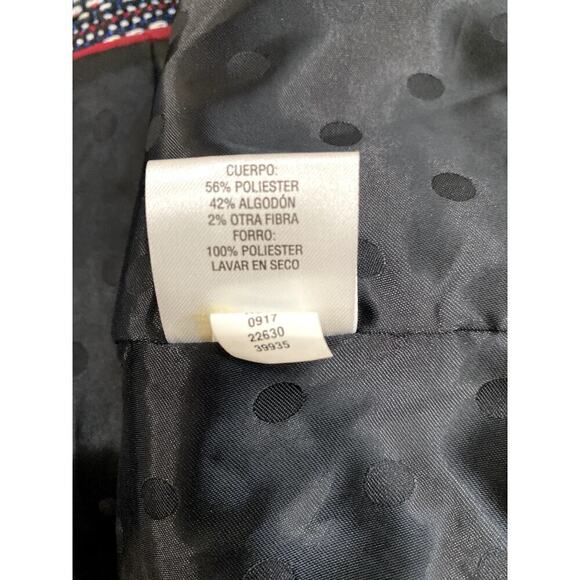 CUERPO:
56% POLIESTER
42% ALGODÓN
2% OTRA FIBRA
FORRO:
100% POLIESTER
LAVAR EN SECO
0917
22630
39935